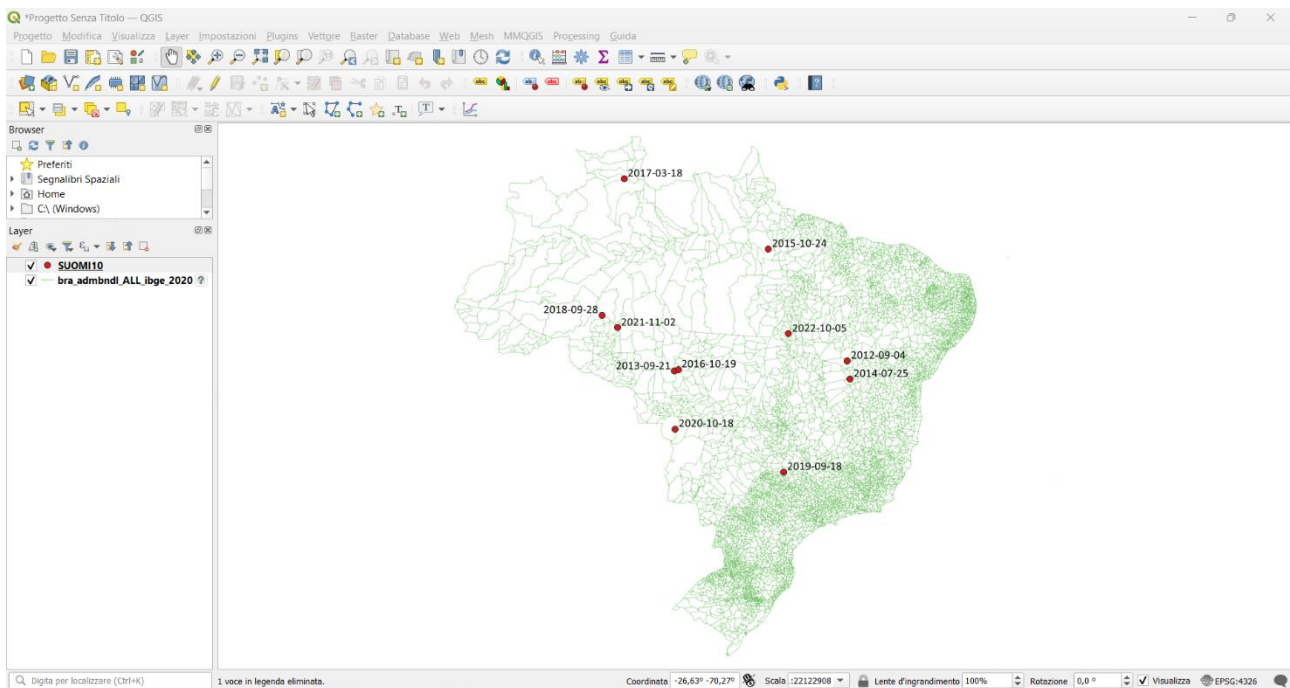 *Progetto Senza Titolo — QGIS
Progetto Modifica Visualizza Layer Impostazioni Plugins Vettore Raster Database Web Mesh MMQGIS Processing Guida
Browser
Preferiti
Segnalibri Spaziali
Home
C:\ (Windows)
Layer
SUOMI10
bra_admbndl_ALL_ibge_2020
2017-03-18
2015-10-24
2018-09-28
2021-11-02
2022-10-05
2012-09-04
2013-09-21 2016-10-19
2014-07-25
2020-10-18
2019-09-18
Digita per localizzare (Ctrl+K) 1 voce in legenda eliminata. Coordinata -26,63° -70,27° Scala :22122908 Lente d'ingrandimento 100% Rotazione 0,0 ° Visualizza EPSG:4326